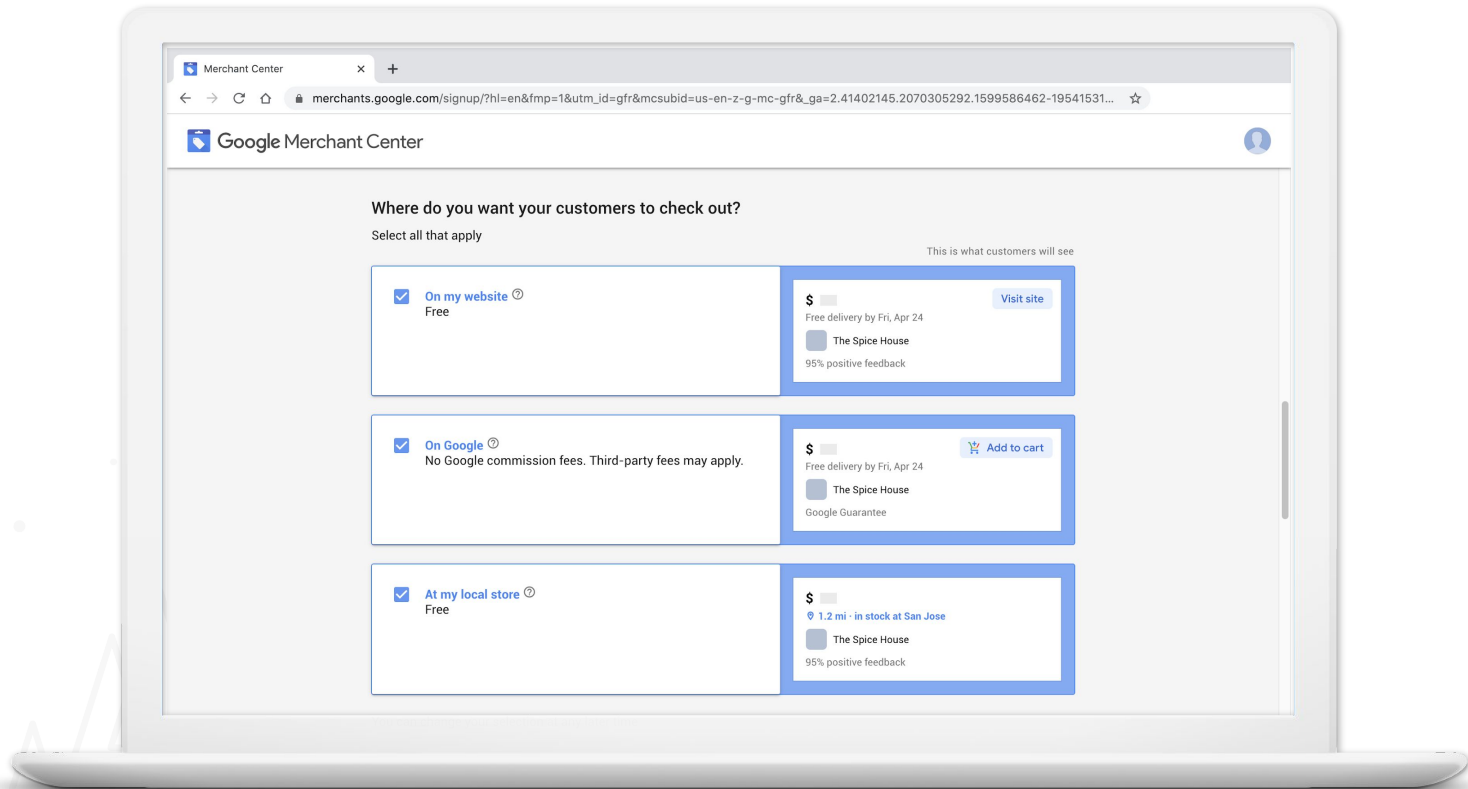 Merchant Center
merchants.google.com/signup/?hl=en&fmp=1&utm_id=gfr&mcsubid=us-en-z-g-mc-gfr&_ga=2.41402145.2070305292.1599586462-19541531...
Google Merchant Center
Where do you want your customers to check out?
Select all that apply
This is what customers will see
On my website
Free
$
Visit site
Free delivery by Fri, Apr 24
The Spice House
95% positive feedback
On Google
No Google commission fees. Third-party fees may apply.
$
Add to cart
Free delivery by Fri, Apr 24
The Spice House
Google Guarantee
At my local store
Free
$
1.2 mi · in stock at San Jose
The Spice House
95% positive feedback